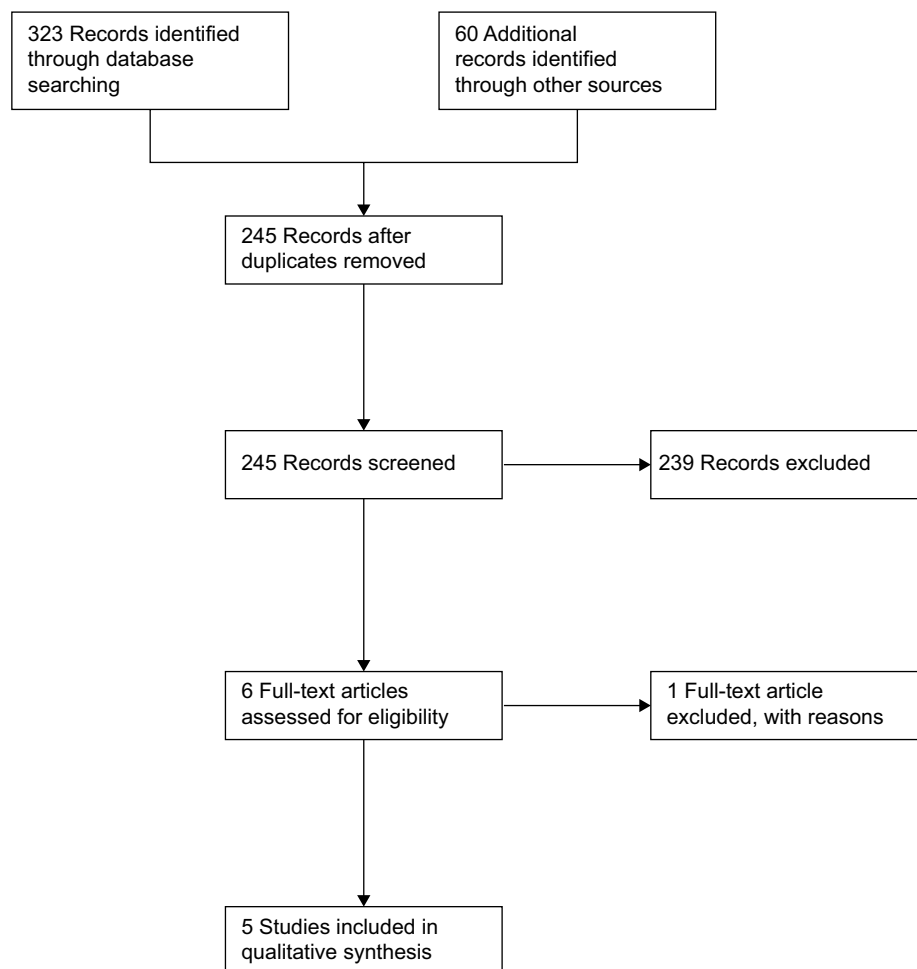 323 Records identified
through database
searching
60 Additional
records identified
through other sources
245 Records after
duplicates removed
245 Records screened
239 Records excluded
6 Full-text articles
assessed for eligibility
1 Full-text article
excluded, with reasons
5 Studies included in
qualitative synthesis